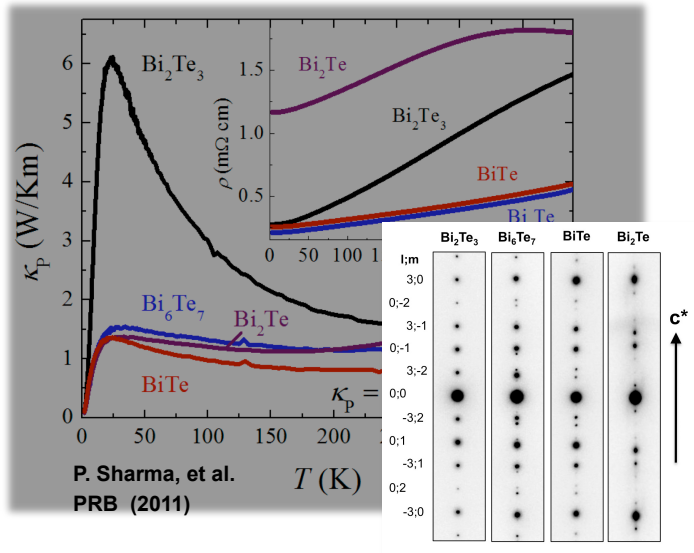 κP (W/Km)
6
5
4
3
2
1
0
0
50
100
150
200
250
T (K)
Bi2Te3
Bi6Te7
Bi2Te
BiTe
κP =
ρ (mΩ cm)
1.5
1.0
0.5
0
50
100
1
Bi2Te
Bi2Te3
BiTe
P. Sharma, et al.
PRB (2011)
Bi2Te3 Bi6Te7 BiTe Bi2Te
l;m
3;0
0;-2
3;-1
0;-1
3;-2
0;0
-3;2
0;1
-3;1
0;2
-3;0
c*